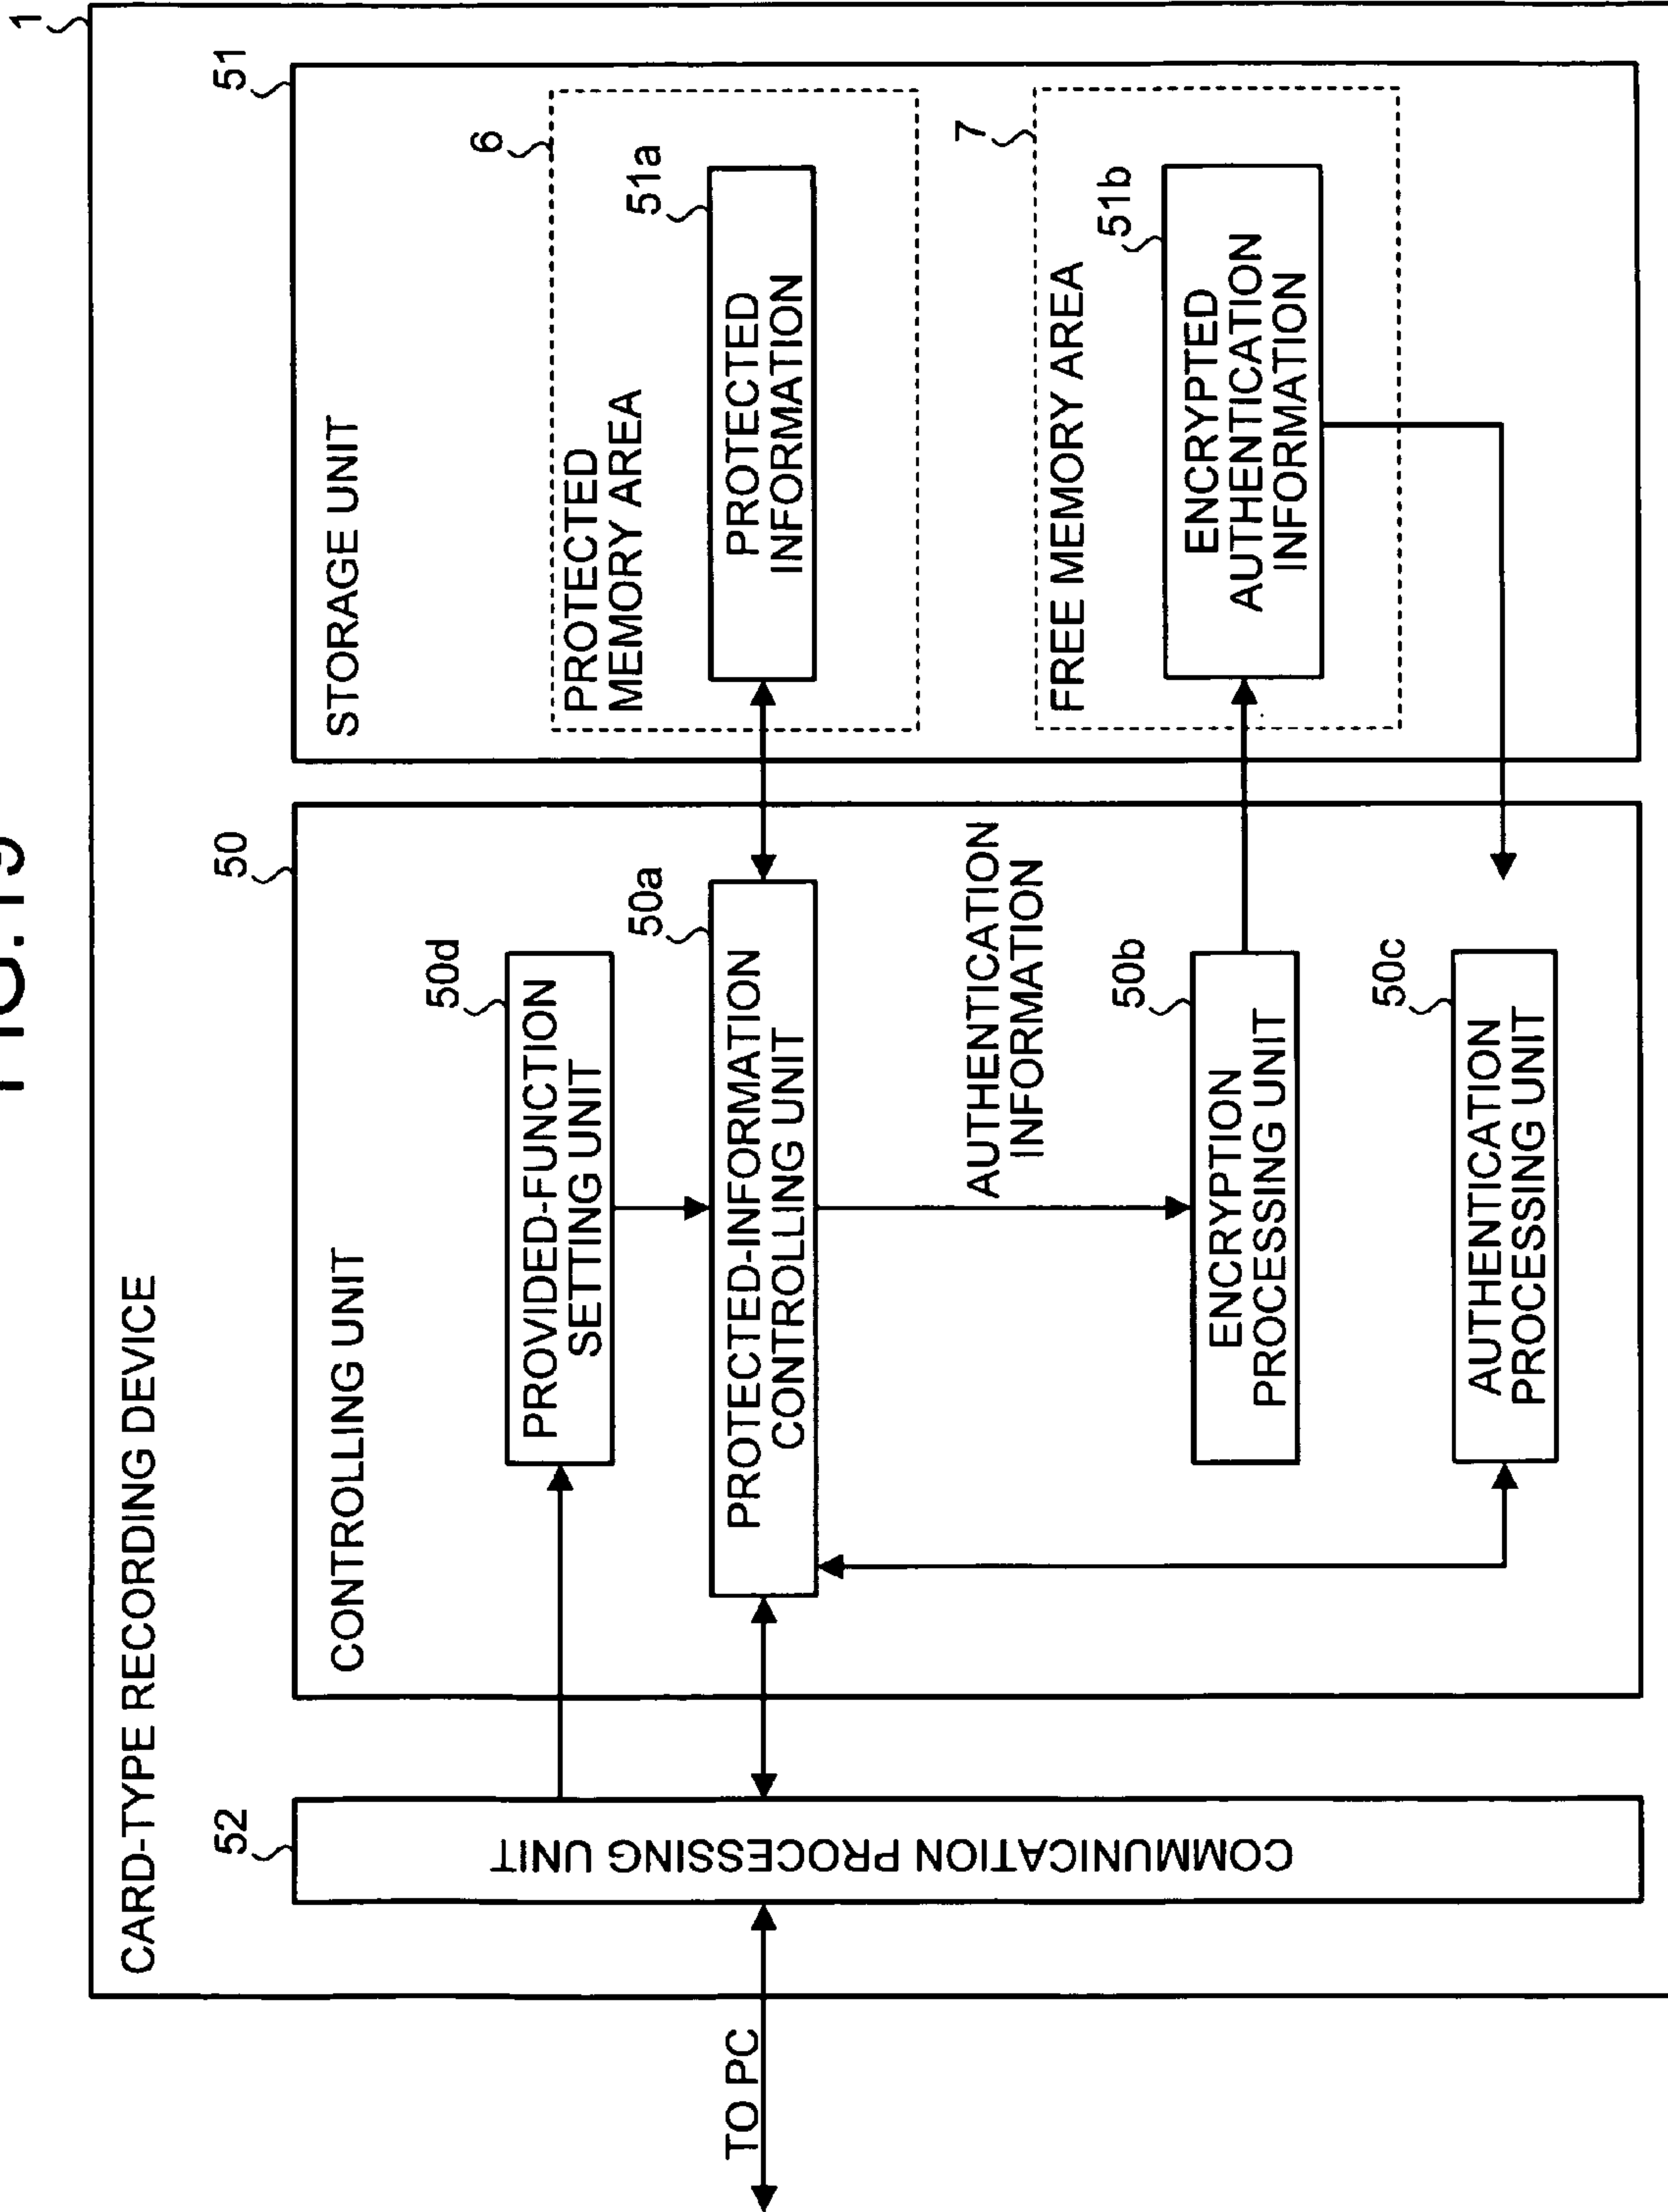 1
CARD-TYPE RECORDING DEVICE
52
50
51
CONTROLLING UNIT
STORAGE UNIT
50d
6
PROVIDED-FUNCTION
SETTING UNIT
PROTECTED
MEMORY AREA
50a
51a
TO PC
COMMUNICATION PROCESSING UNIT
PROTECTED-INFORMATION
CONTROLLING UNIT
PROTECTED
INFORMATION
AUTHENTICATION
INFORMATION
7
FREE MEMORY AREA
50b
51b
ENCRYPTION
PROCESSING UNIT
ENCRYPTED
AUTHENTICATION
INFORMATION
50c
AUTHENTICATION
PROCESSING UNIT